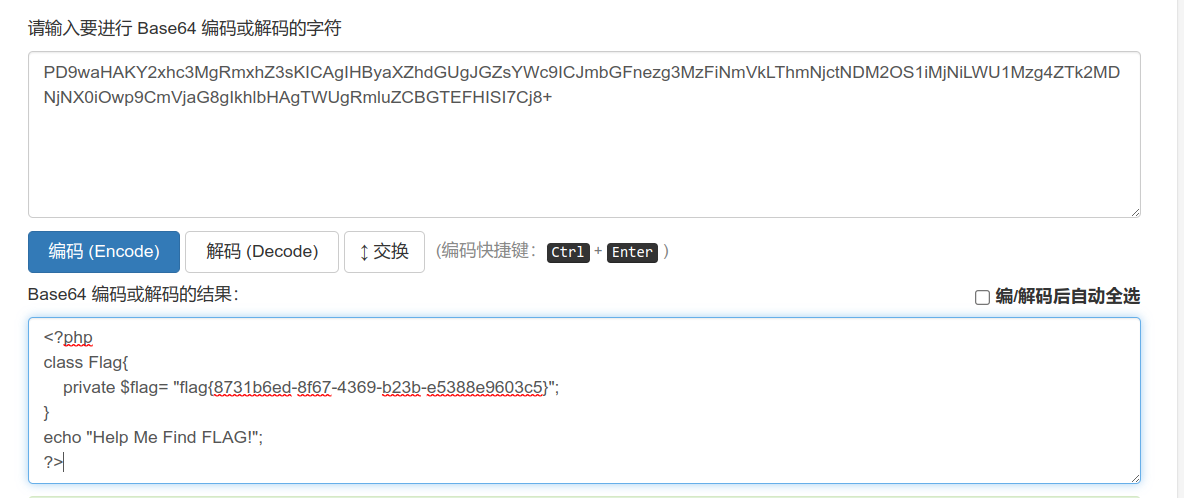 请输入要进行 Base64 编码或解码的字符
PD9waHAKY2xhc3MgRmxhZ3sKICAgIHByaXZhdGUgJGZsYWc9ICJmbGFnezg3MzFiNmVkLThmNjctNDM2OS1iMjNiLWU1Mzg4ZTk2MD
NjNX0iOwp9CmVjaG8gIkhlbHAgTWUgRmluZCBGTEFHISI7Cj8+
编码 (Encode) 解码 (Decode) ↕ 交换 (编码快捷键： Ctrl + Enter )
Base64 编码或解码的结果： 编/解码后自动全选
<?php
class Flag{
    private $flag= "flag{8731b6ed-8f67-4369-b23b-e5388e9603c5}";
}
echo "Help Me Find FLAG!";
?>